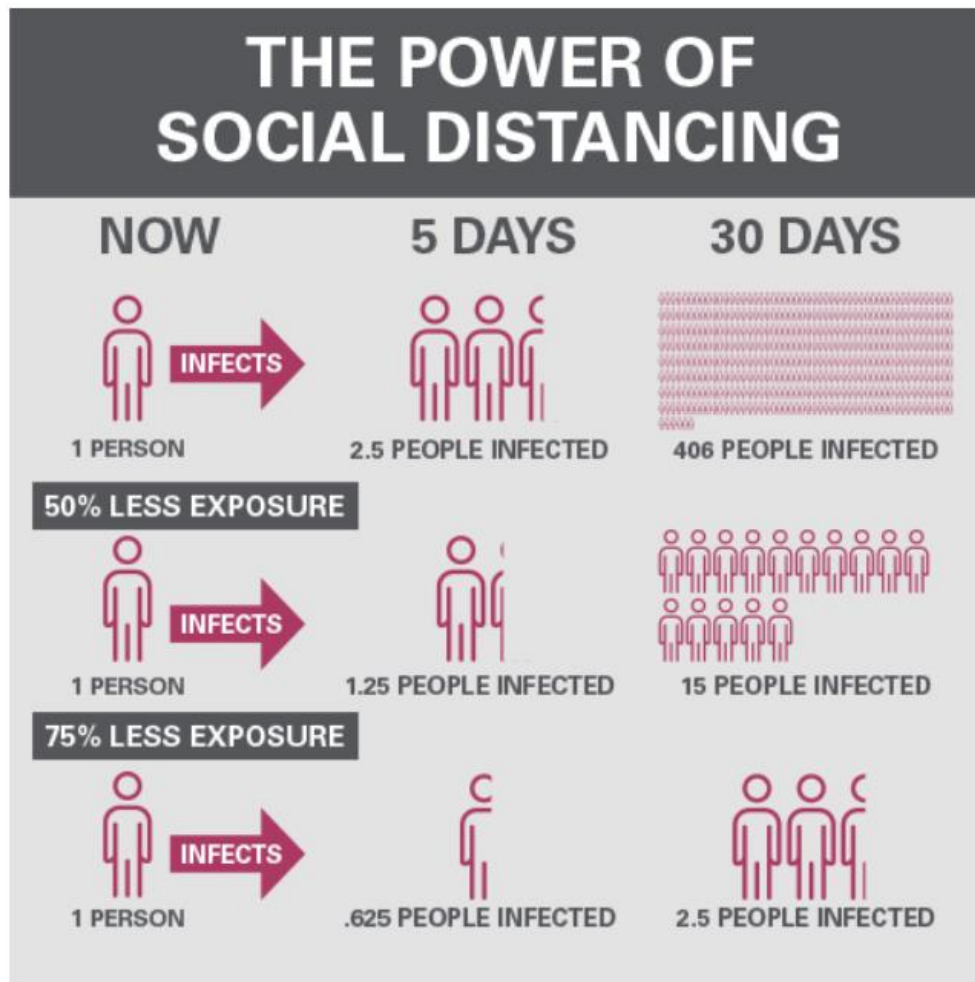 THE POWER OF
SOCIAL DISTANCING
NOW
5 DAYS
30 DAYS
INFECTS
1 PERSON
2.5 PEOPLE INFECTED
406 PEOPLE INFECTED
50% LESS EXPOSURE
INFECTS
1 PERSON
1.25 PEOPLE INFECTED
15 PEOPLE INFECTED
75% LESS EXPOSURE
INFECTS
1 PERSON
.625 PEOPLE INFECTED
2.5 PEOPLE INFECTED